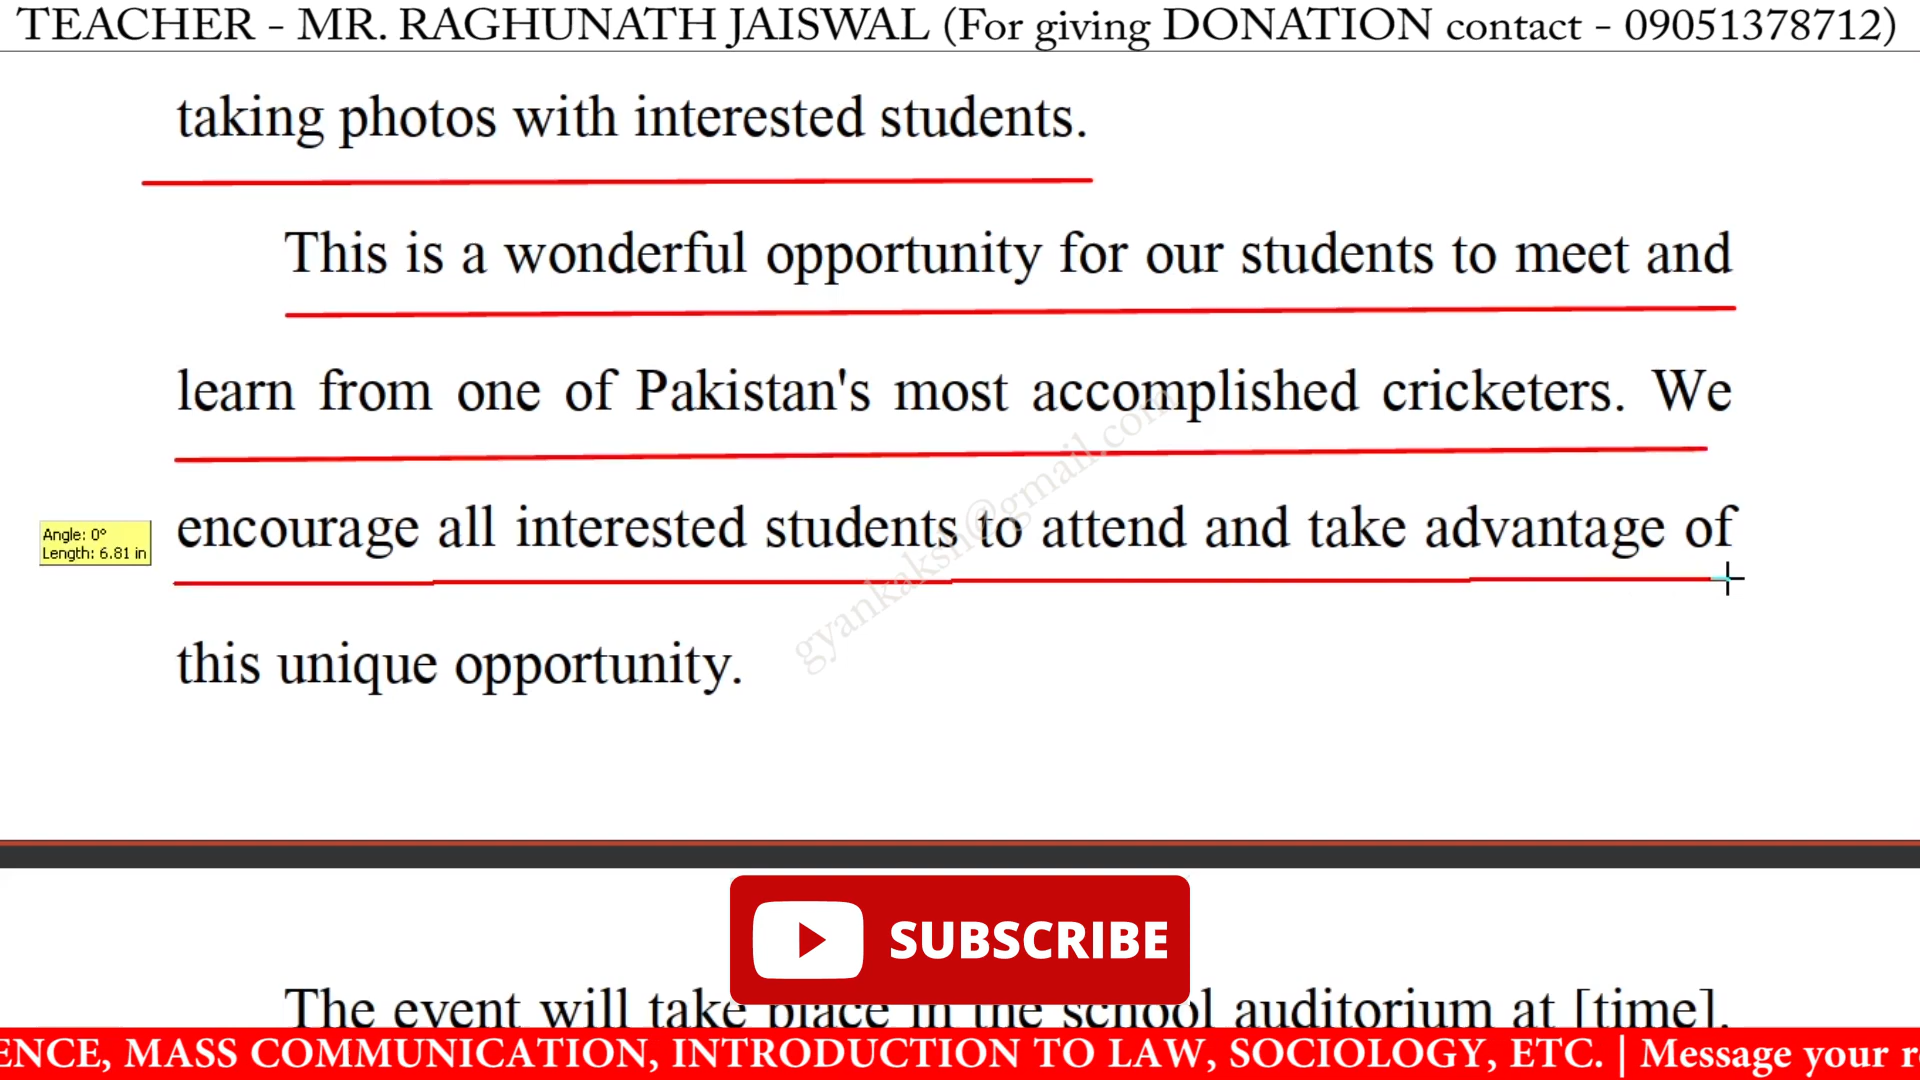 TEACHER - MR. RAGHUNATH JAISWAL (For giving DONATION contact - 09051378712)
taking photos with interested students.
This is a wonderful opportunity for our students to meet and
learn from one of Pakistan's most accomplished cricketers. We
encourage all interested students to attend and take advantage of
Angle: 0°
Length: 6.81 in
this unique opportunity.
gyankaksh@gmail.com
SUBSCRIBE
The event will take place in the school auditorium at [time].
ENCE, MASS COMMUNICATION, INTRODUCTION TO LAW, SOCIOLOGY, ETC. | Message your r